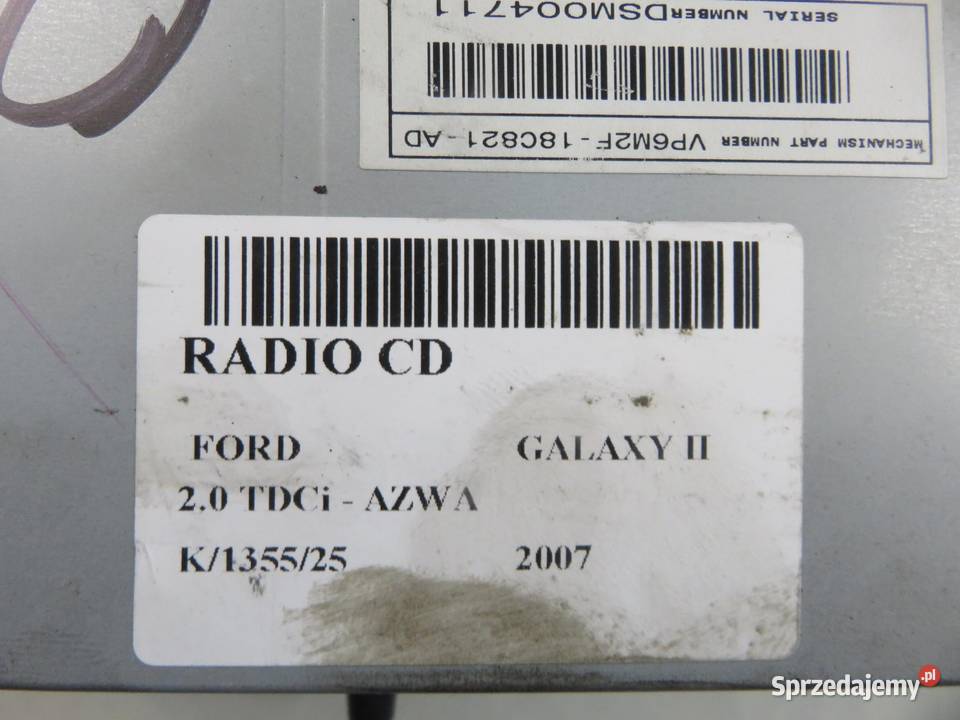 SERIAL NUMBER DSM004711
MECHANISM PART NUMBER VP6M2F-18C821-AD
RADIO CD
FORD GALAXY II
2.0 TDCi - AZWA
K/1355/25 2007
Sprzedajemy.pl